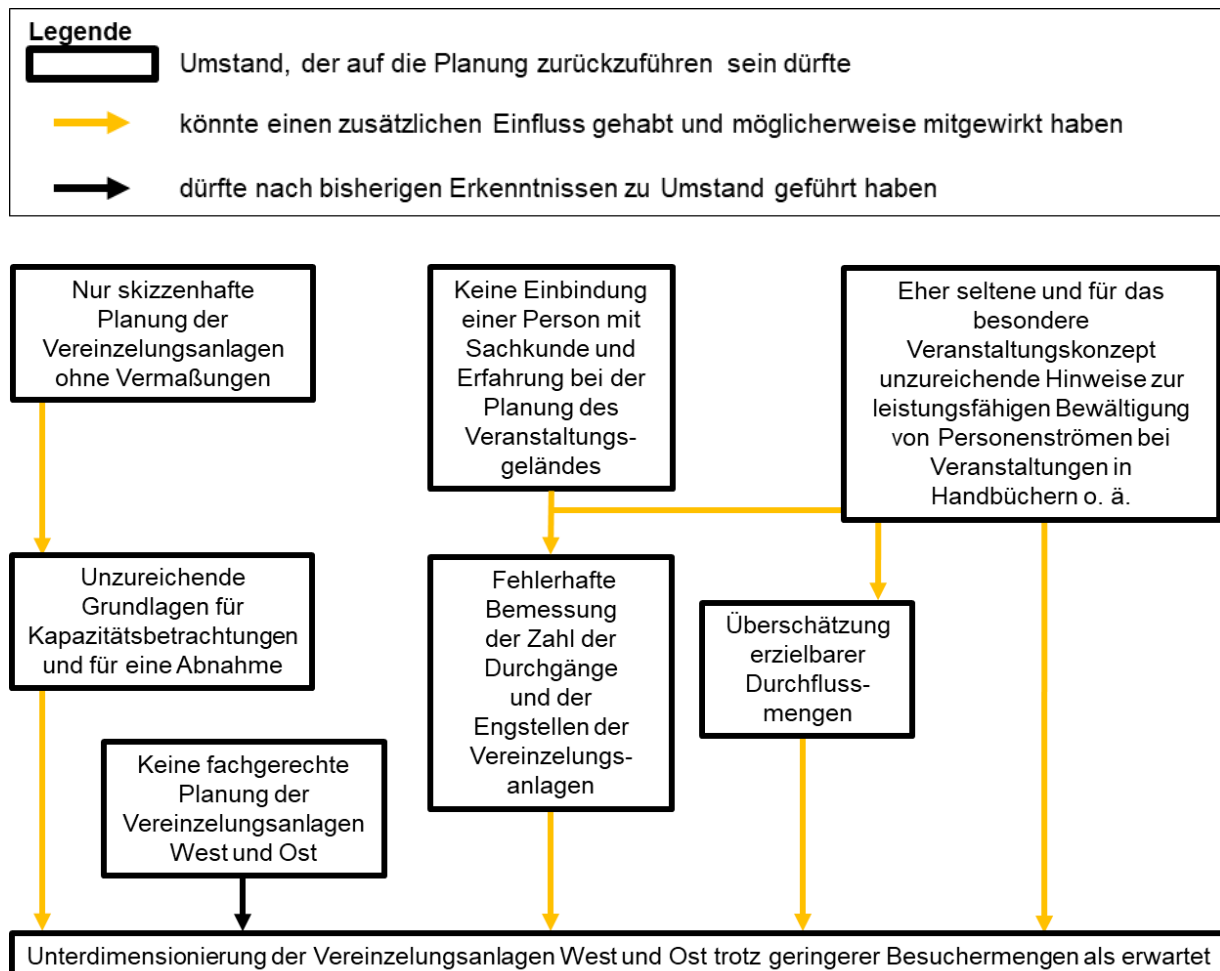 Legende
Umstand, der auf die Planung zurückzuführen sein dürfte
könnte einen zusätzlichen Einfluss gehabt und möglicherweise mitgewirkt haben
dürfte nach bisherigen Erkenntnissen zu Umstand geführt haben
Nur skizzenhafte
Planung der
Vereinzelungsanlagen
ohne Vermaßungen
Keine Einbindung
einer Person mit
Sachkunde und
Erfahrung bei der
Planung des
Veranstaltungs-
geländes
Eher seltene und für das
besondere
Veranstaltungskonzept
unzureichende Hinweise zur
leistungsfähigen Bewältigung
von Personenströmen bei
Veranstaltungen in
Handbüchern o. ä.
Unzureichende
Grundlagen für
Kapazitätsbetrachtungen
und für eine Abnahme
Fehlerhafte
Bemessung
der Zahl der
Durchgänge
und der
Engstellen der
Vereinzelungs-
anlagen
Überschätzung
erzielbarer
Durchfluss-
mengen
Keine fachgerechte
Planung der
Vereinzelungsanlagen
West und Ost
Unterdimensionierung der Vereinzelungsanlagen West und Ost trotz geringerer Besuchermengen als erwartet